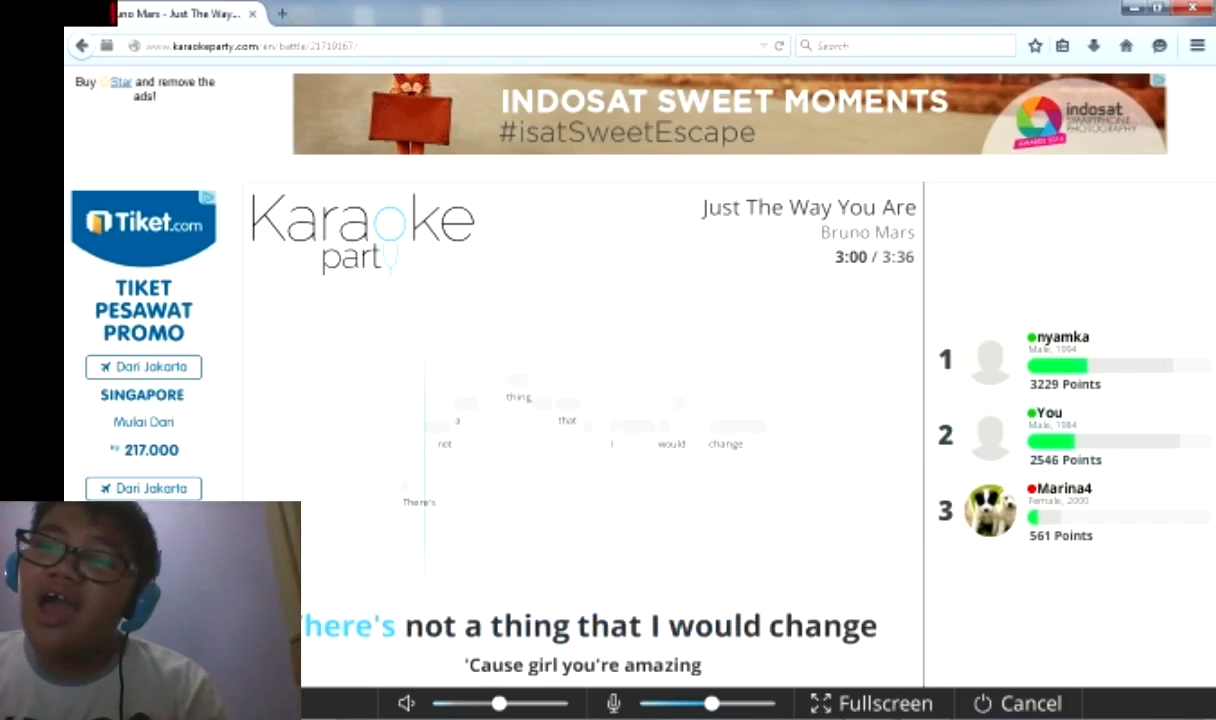 uno Mars - Just The Way...
www.karaokeparty.com/en/battle/21719167/
Search
Buy Star and remove the
ads!
INDOSAT SWEET MOMENTS
#isatSweetEscape
indosat
SMARTPHONE
PHOTOGRAPHY
Tiket.com
TIKET
PESAWAT
PROMO
Dari Jakarta
SINGAPORE
Mulai Dari
Rp 217.000
Dari Jakarta
Karaoke
party
Just The Way You Are
Bruno Mars
3:00 / 3:36
thing
a
that
not
I
would
change
There's
1
nyamka
Male, 1994
3229 Points
2
You
Male, 1984
2546 Points
3
Marina4
Female, 2000
561 Points
here's not a thing that I would change
'Cause girl you're amazing
Fullscreen
Cancel